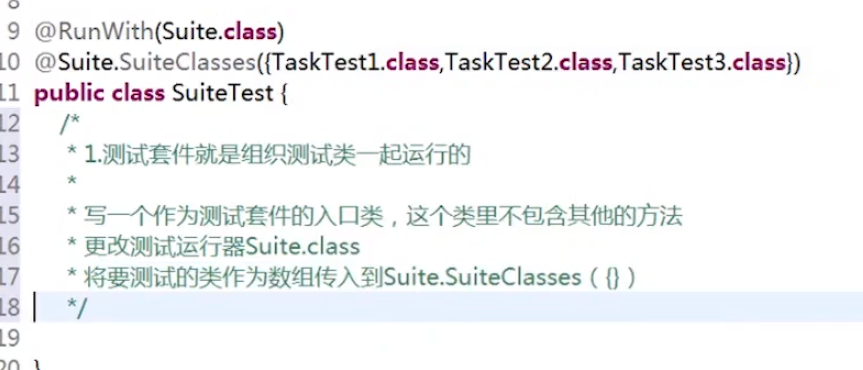 9 @RunWith(Suite.class)
10 @Suite.SuiteClasses({TaskTest1.class,TaskTest2.class,TaskTest3.class})
11 public class SuiteTest {
12 /*
13 * 1.测试套件就是组织测试类一起运行的
14 *
15 * 写一个作为测试套件的入口类，这个类里不包含其他的方法
16 * 更改测试运行器Suite.class
17 * 将要测试的类作为数组传入到Suite.SuiteClasses（{}）
18 */
19
20 }